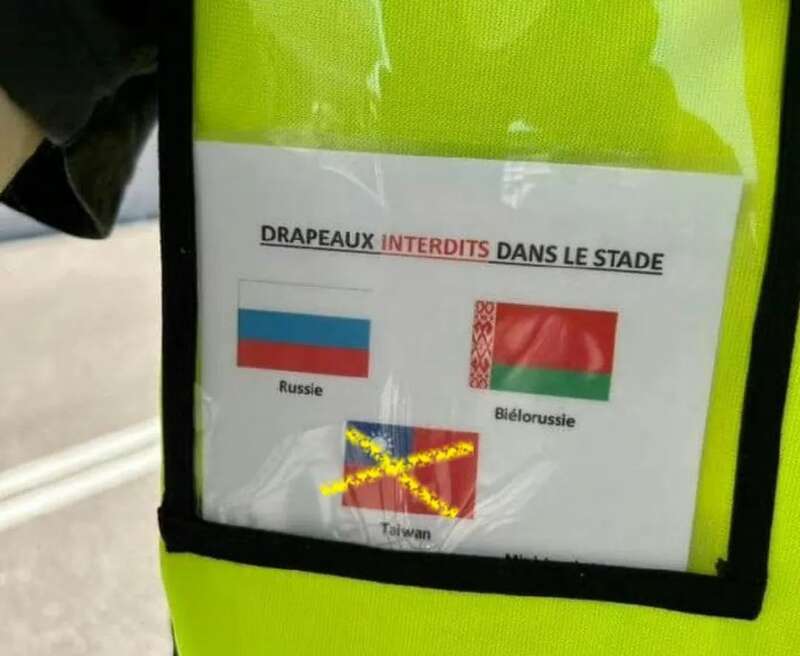 DRAPEAUX INTERDITS DANS LE STADE
Russie
Biélorussie
Taiwan